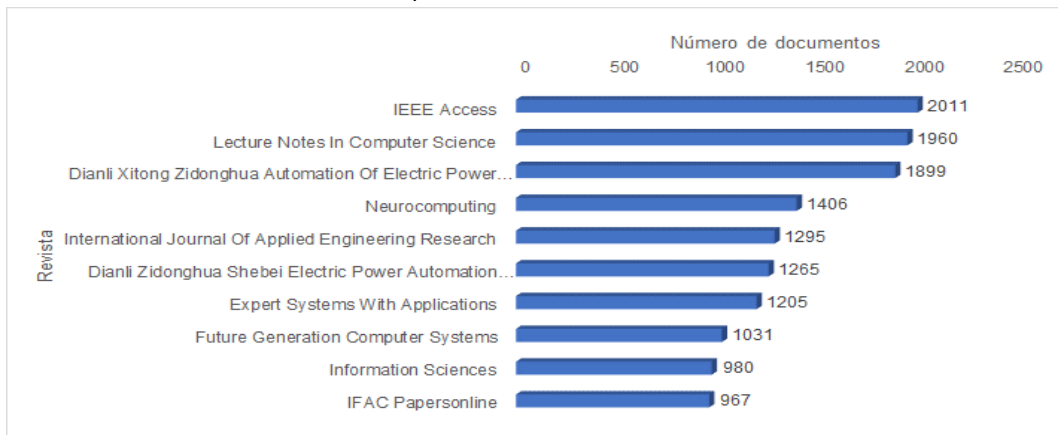 Número de documentos
0 500 1000 1500 2000 2500
IEEE Access 2011
Lecture Notes In Computer Science 1960
Dianli Xitong Zidonghua Automation Of Electric Power... 1899
Neurocomputing 1406
International Journal Of Applied Engineering Research 1295
Dianli Zidonghua Shebei Electric Power Automation... 1265
Expert Systems With Applications 1205
Future Generation Computer Systems 1031
Information Sciences 980
IFAC Papersonline 967
Revista